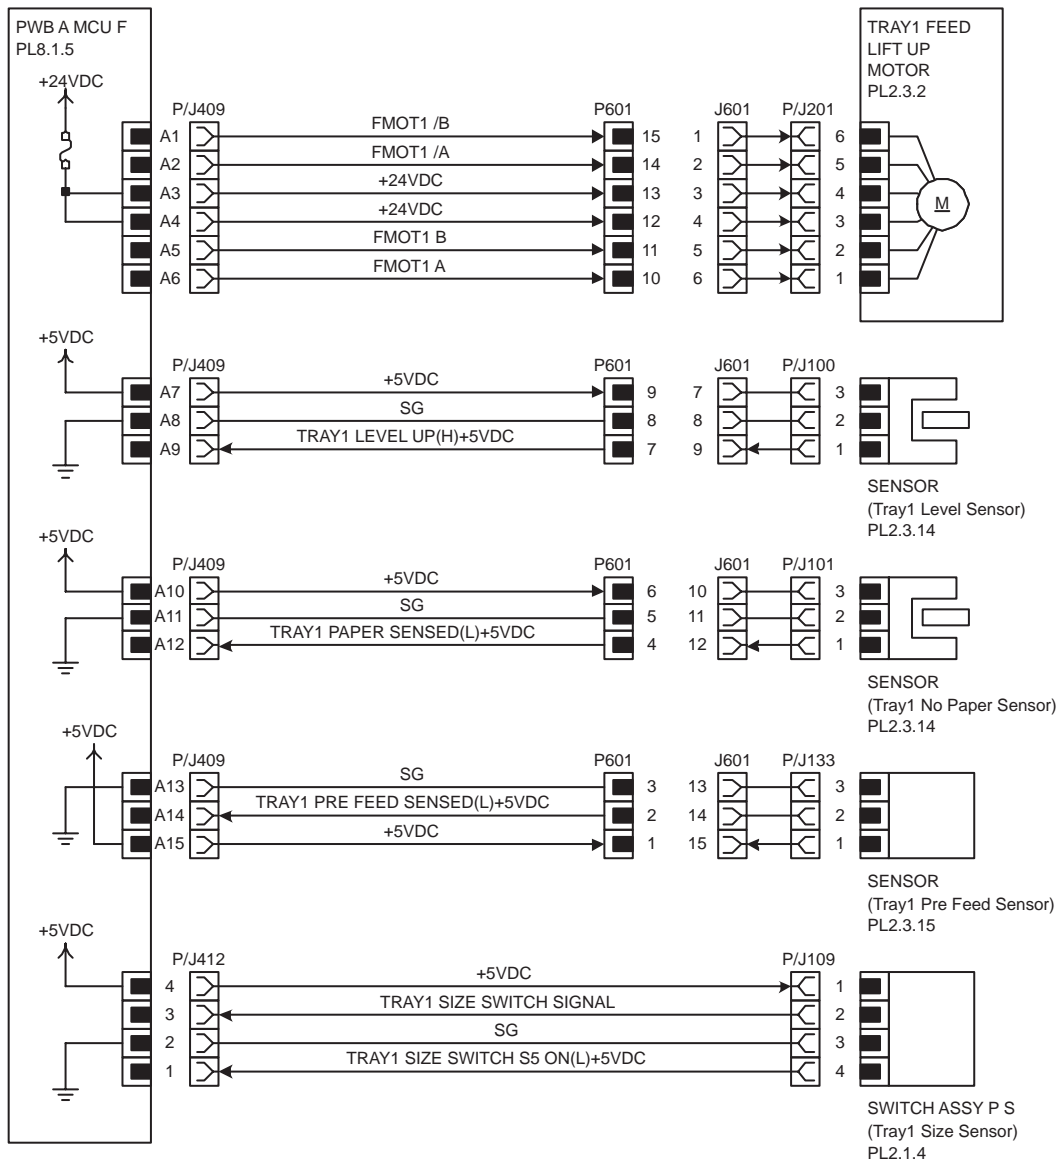 PWB A MCU F
PL8.1.5
+24VDC
TRAY1 FEED
LIFT UP
MOTOR
PL2.3.2
P/J409 P601 J601 P/J201
A1 FMOT1 /B 15 1 6
A2 FMOT1 /A 14 2 5
A3 +24VDC 13 3 4
A4 +24VDC 12 4 3
A5 FMOT1 B 11 5 2
A6 FMOT1 A 10 6 1
M
+5VDC
P/J409 P601 J601 P/J100
A7 +5VDC 9 7 3
A8 SG 8 8 2
A9 TRAY1 LEVEL UP(H)+5VDC 7 9 1
SENSOR
(Tray1 Level Sensor)
PL2.3.14
+5VDC
P/J409 P601 J601 P/J101
A10 +5VDC 6 10 3
A11 SG 5 11 2
A12 TRAY1 PAPER SENSED(L)+5VDC 4 12 1
SENSOR
(Tray1 No Paper Sensor)
PL2.3.14
+5VDC
P/J409 P601 J601 P/J133
A13 SG 3 13 3
A14 TRAY1 PRE FEED SENSED(L)+5VDC 2 14 2
A15 +5VDC 1 15 1
SENSOR
(Tray1 Pre Feed Sensor)
PL2.3.15
+5VDC
P/J412 P/J109
4 +5VDC 1
3 TRAY1 SIZE SWITCH SIGNAL 2
2 SG 3
1 TRAY1 SIZE SWITCH S5 ON(L)+5VDC 4
SWITCH ASSY P S
(Tray1 Size Sensor)
PL2.1.4